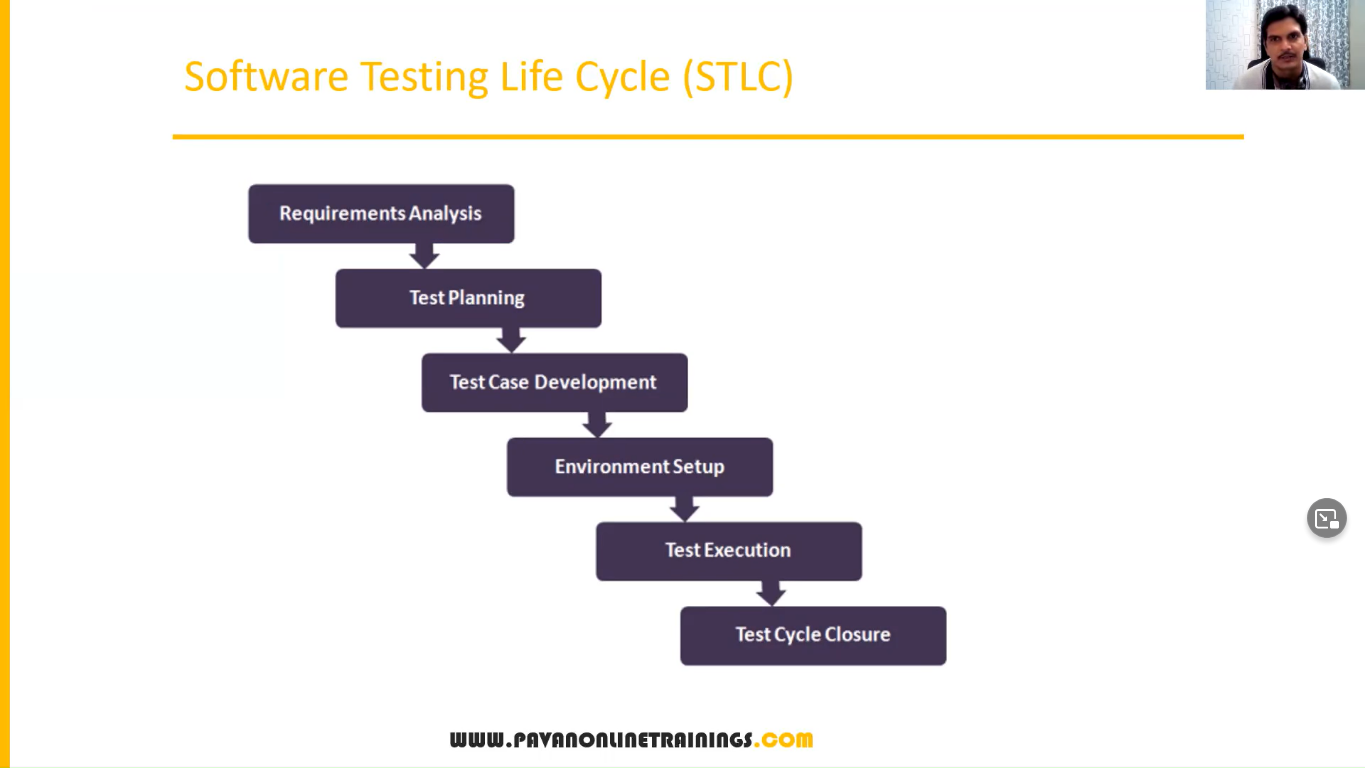 Software Testing Life Cycle (STLC)
Requirements Analysis
Test Planning
Test Case Development
Environment Setup
Test Execution
Test Cycle Closure
WWW.PAVANONLINETRAININGS.COM